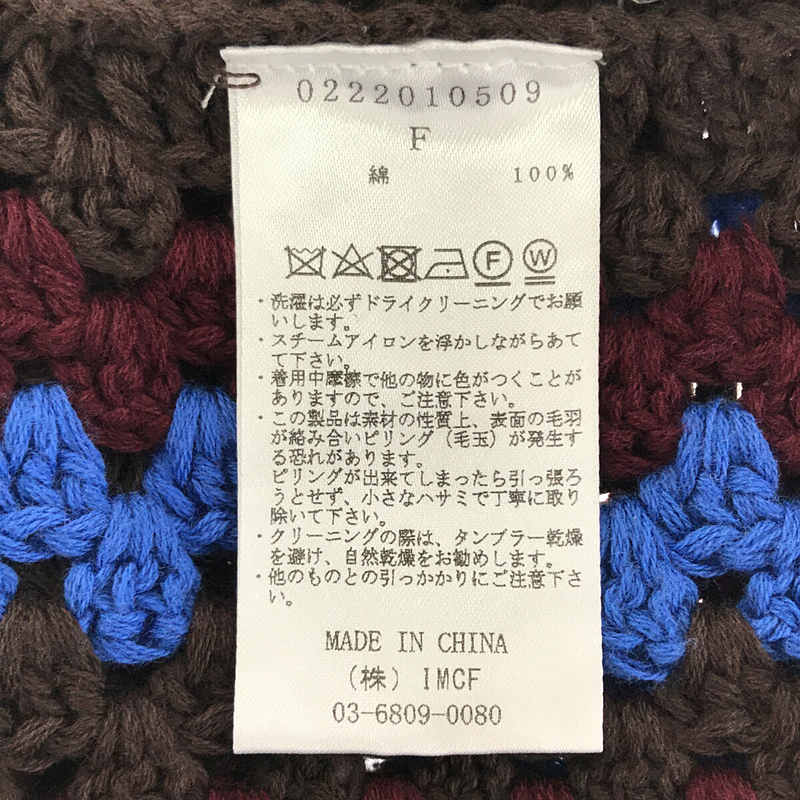 0222010509
F
綿 100%
F W
・洗濯は必ずドライクリーニングでお願
いします。
・スチームアイロンを浮かしながらあて
て下さい。
・着用中摩擦で他の物に色がつくことが
ありますので、ご注意下さい。
・この製品は素材の性質上、表面の毛羽
が絡み合いピリング（毛玉）が発生す
る恐れがあります。
ピリングが出来てしまったら引っ張ろ
うとせず、小さなハサミで丁寧に取り
除いて下さい。
・クリーニングの際は、タンブラー乾燥
を避け、自然乾燥をお勧めします。
・他のものとの引っかかりにご注意下さ
い。
MADE IN CHINA
（株）IMCF
03-6809-0080